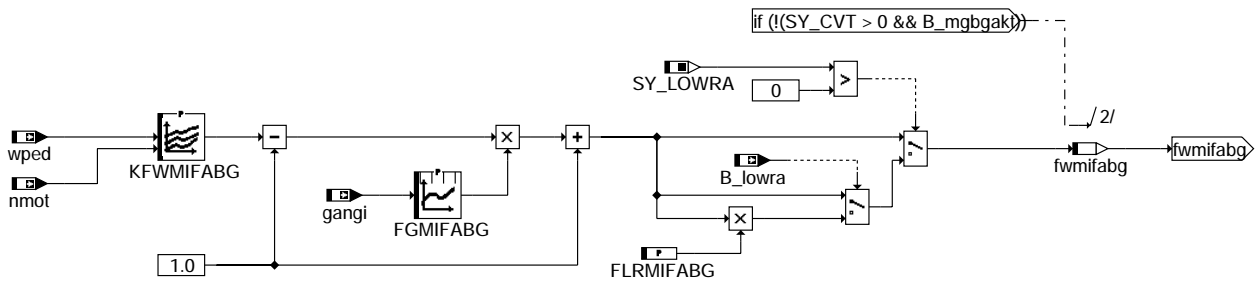 if (!(SY_CVT > 0 && B_mgbgakt))
SY_LOWRA
>
0
/2/
P
wped
KFWMIFABG
-
×
+
fwmifabg
fwmifabg
nmot
B_lowra
P
gangi
FGMIFABG
×
1.0
P
FLRMIFABG